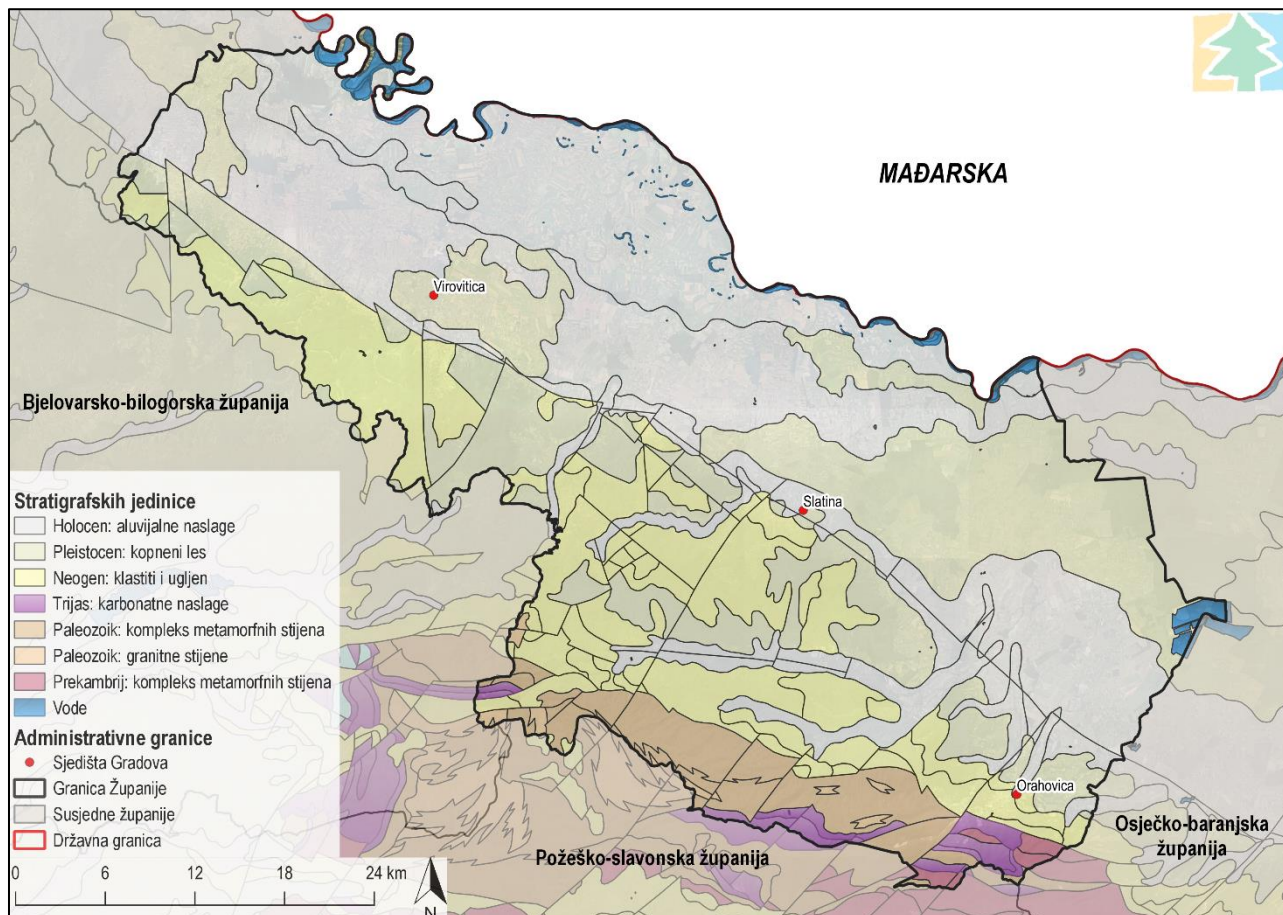 MAĐARSKA
Virovitica
Bjelovarsko-bilogorska županija
Slatina
Stratigrafskih jedinice
Holocen: aluvijalne naslage
Pleistocen: kopneni les
Neogen: klastiti i ugljen
Trijas: karbonatne naslage
Paleozoik: kompleks metamorfnih stijena
Paleozoik: granitne stijene
Prekambrij: kompleks metamorfnih stijena
Vode
Administrativne granice
Sjedišta Gradova
Granica Županije
Susjedne županije
Državna granica
Orahovica
Osječko-baranjska
županija
Požeško-slavonska županija
0 6 12 18 24 km
N